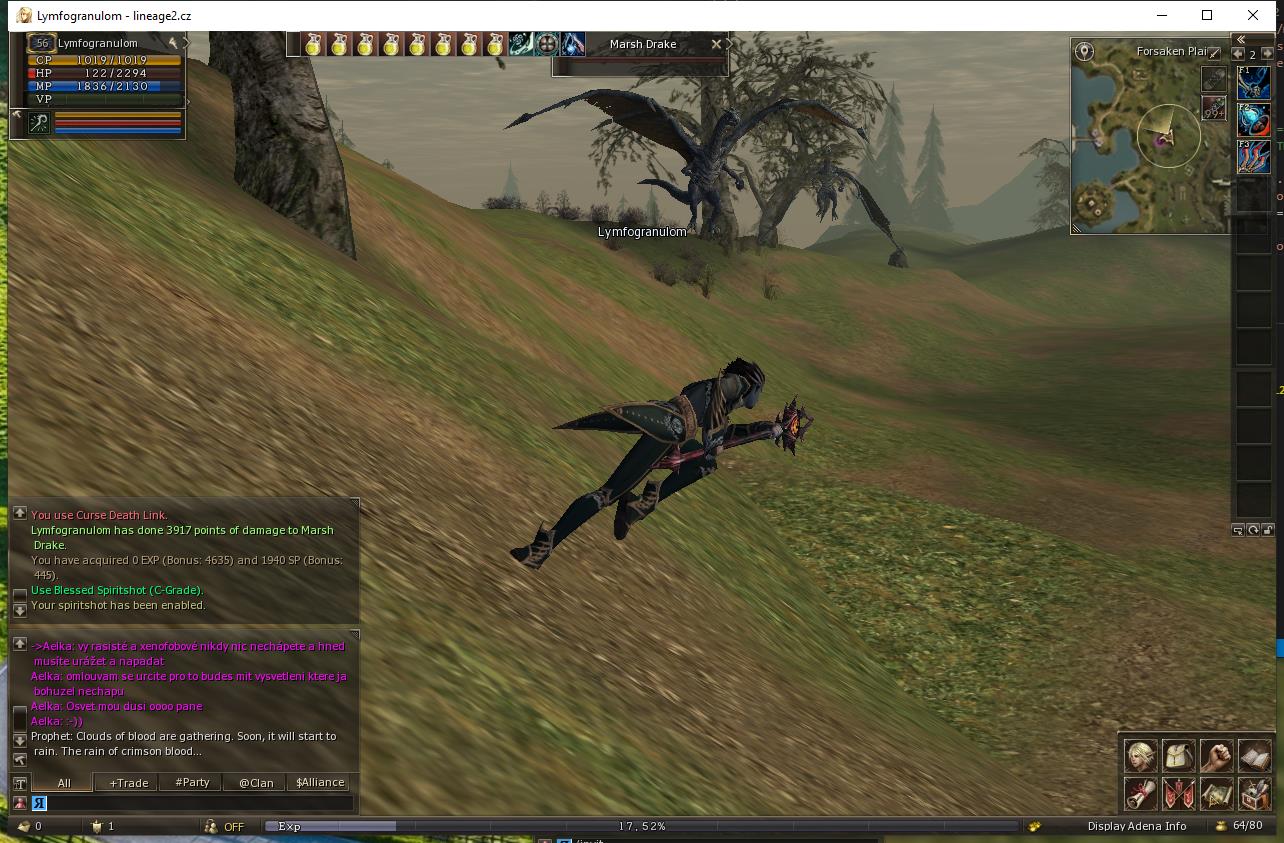 Lymfogranulom - lineage2.cz
56 Lymfogranulom
CP 1019/1019
HP 122/2294
MP 1836/2130
VP
Marsh Drake
Forsaken Plai
2
99+
F1
F2
F3
Lymfogranulom
You use Curse Death Link.
Lymfogranulom has done 3917 points of damage to Marsh
Drake.
You have acquired 0 EXP (Bonus: 4635) and 1940 SP (Bonus:
445).
Use Blessed Spiritshot (C-Grade).
Your spiritshot has been enabled.
->Aelka: vy rasisté a xenofobové nikdy nic nechápete a hned
musíte urážet a napadat
Aelka: omlouvam se urcite pro to budes mit vysvetleni ktere ja
bohuzel nechapu
Aelka: Osvet mou dusi oooo pane
Aelka: :-))
Prophet: Clouds of blood are gathering. Soon, it will start to
rain. The rain of crimson blood...
All +Trade #Party @Clan $Alliance
Я
0 1 OFF Exp 17,52% Display Adena Info 64/80